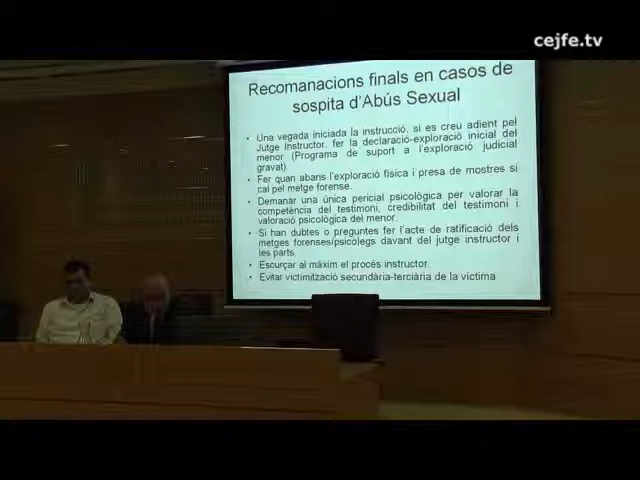 cejfe.tv
Recomanacions finals en casos de
sospita d'Abús Sexual
• Una vegada iniciada la instrucció, si es creu adient pel
Jutge Instructor, fer la declaració-exploració inicial del
menor (Programa de suport a l'exploració judicial
gravat).
• Fer quan abans l'exploració física i presa de mostres si
cal pel metge forense.
• Demanar una única pericial psicològica per valorar la
competència del testimoni, credibilitat del testimoni i
valoració psicològica del menor.
• Si han dubtes o preguntes fer l'acte de ratificació dels
metges forenses/psicòlegs davant del jutge instructor i
les parts.
• Escurçar al màxim el procés instructor.
• Evitar victimització secundària-terciària de la víctima